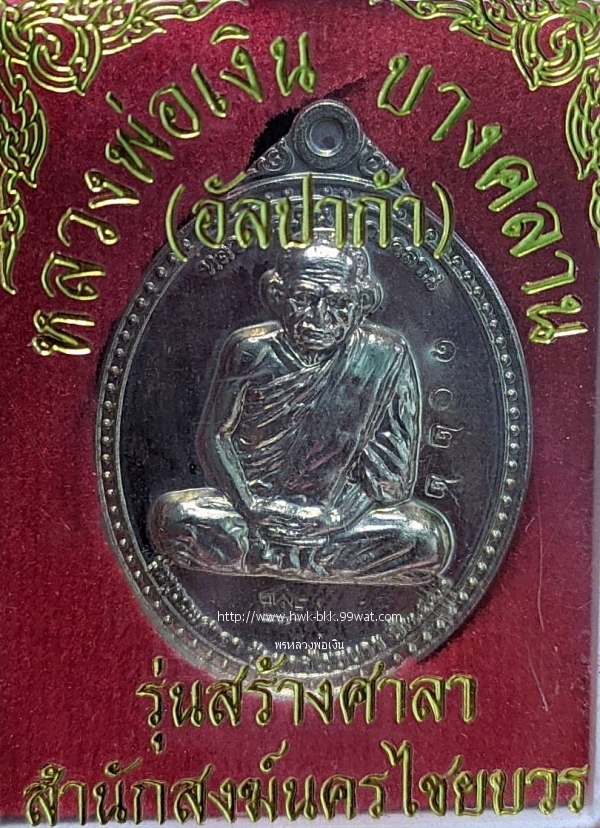 หลวงพ่อเงิน บางคลาน
(อัลปาก้า)
๑๐๒๕
http://www.hwk-bkk.99wat.com
พรหลวงพ่อเงิน
รุ่นสร้างศาลา
สำนักสงฆ์นครไชยบวร